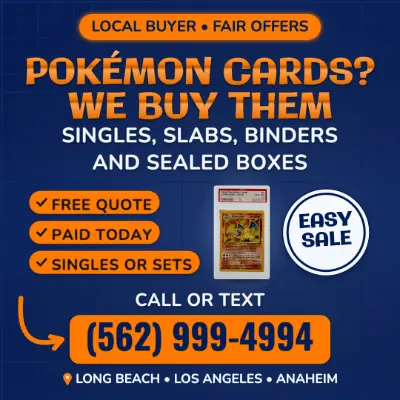 LOCAL BUYER • FAIR OFFERS
POKÉMON CARDS?
WE BUY THEM
SINGLES, SLABS, BINDERS
AND SEALED BOXES
FREE QUOTE
PAID TODAY
SINGLES OR SETS
EASY
SALE
CALL OR TEXT
(562) 999-4994
LONG BEACH • LOS ANGELES • ANAHEIM